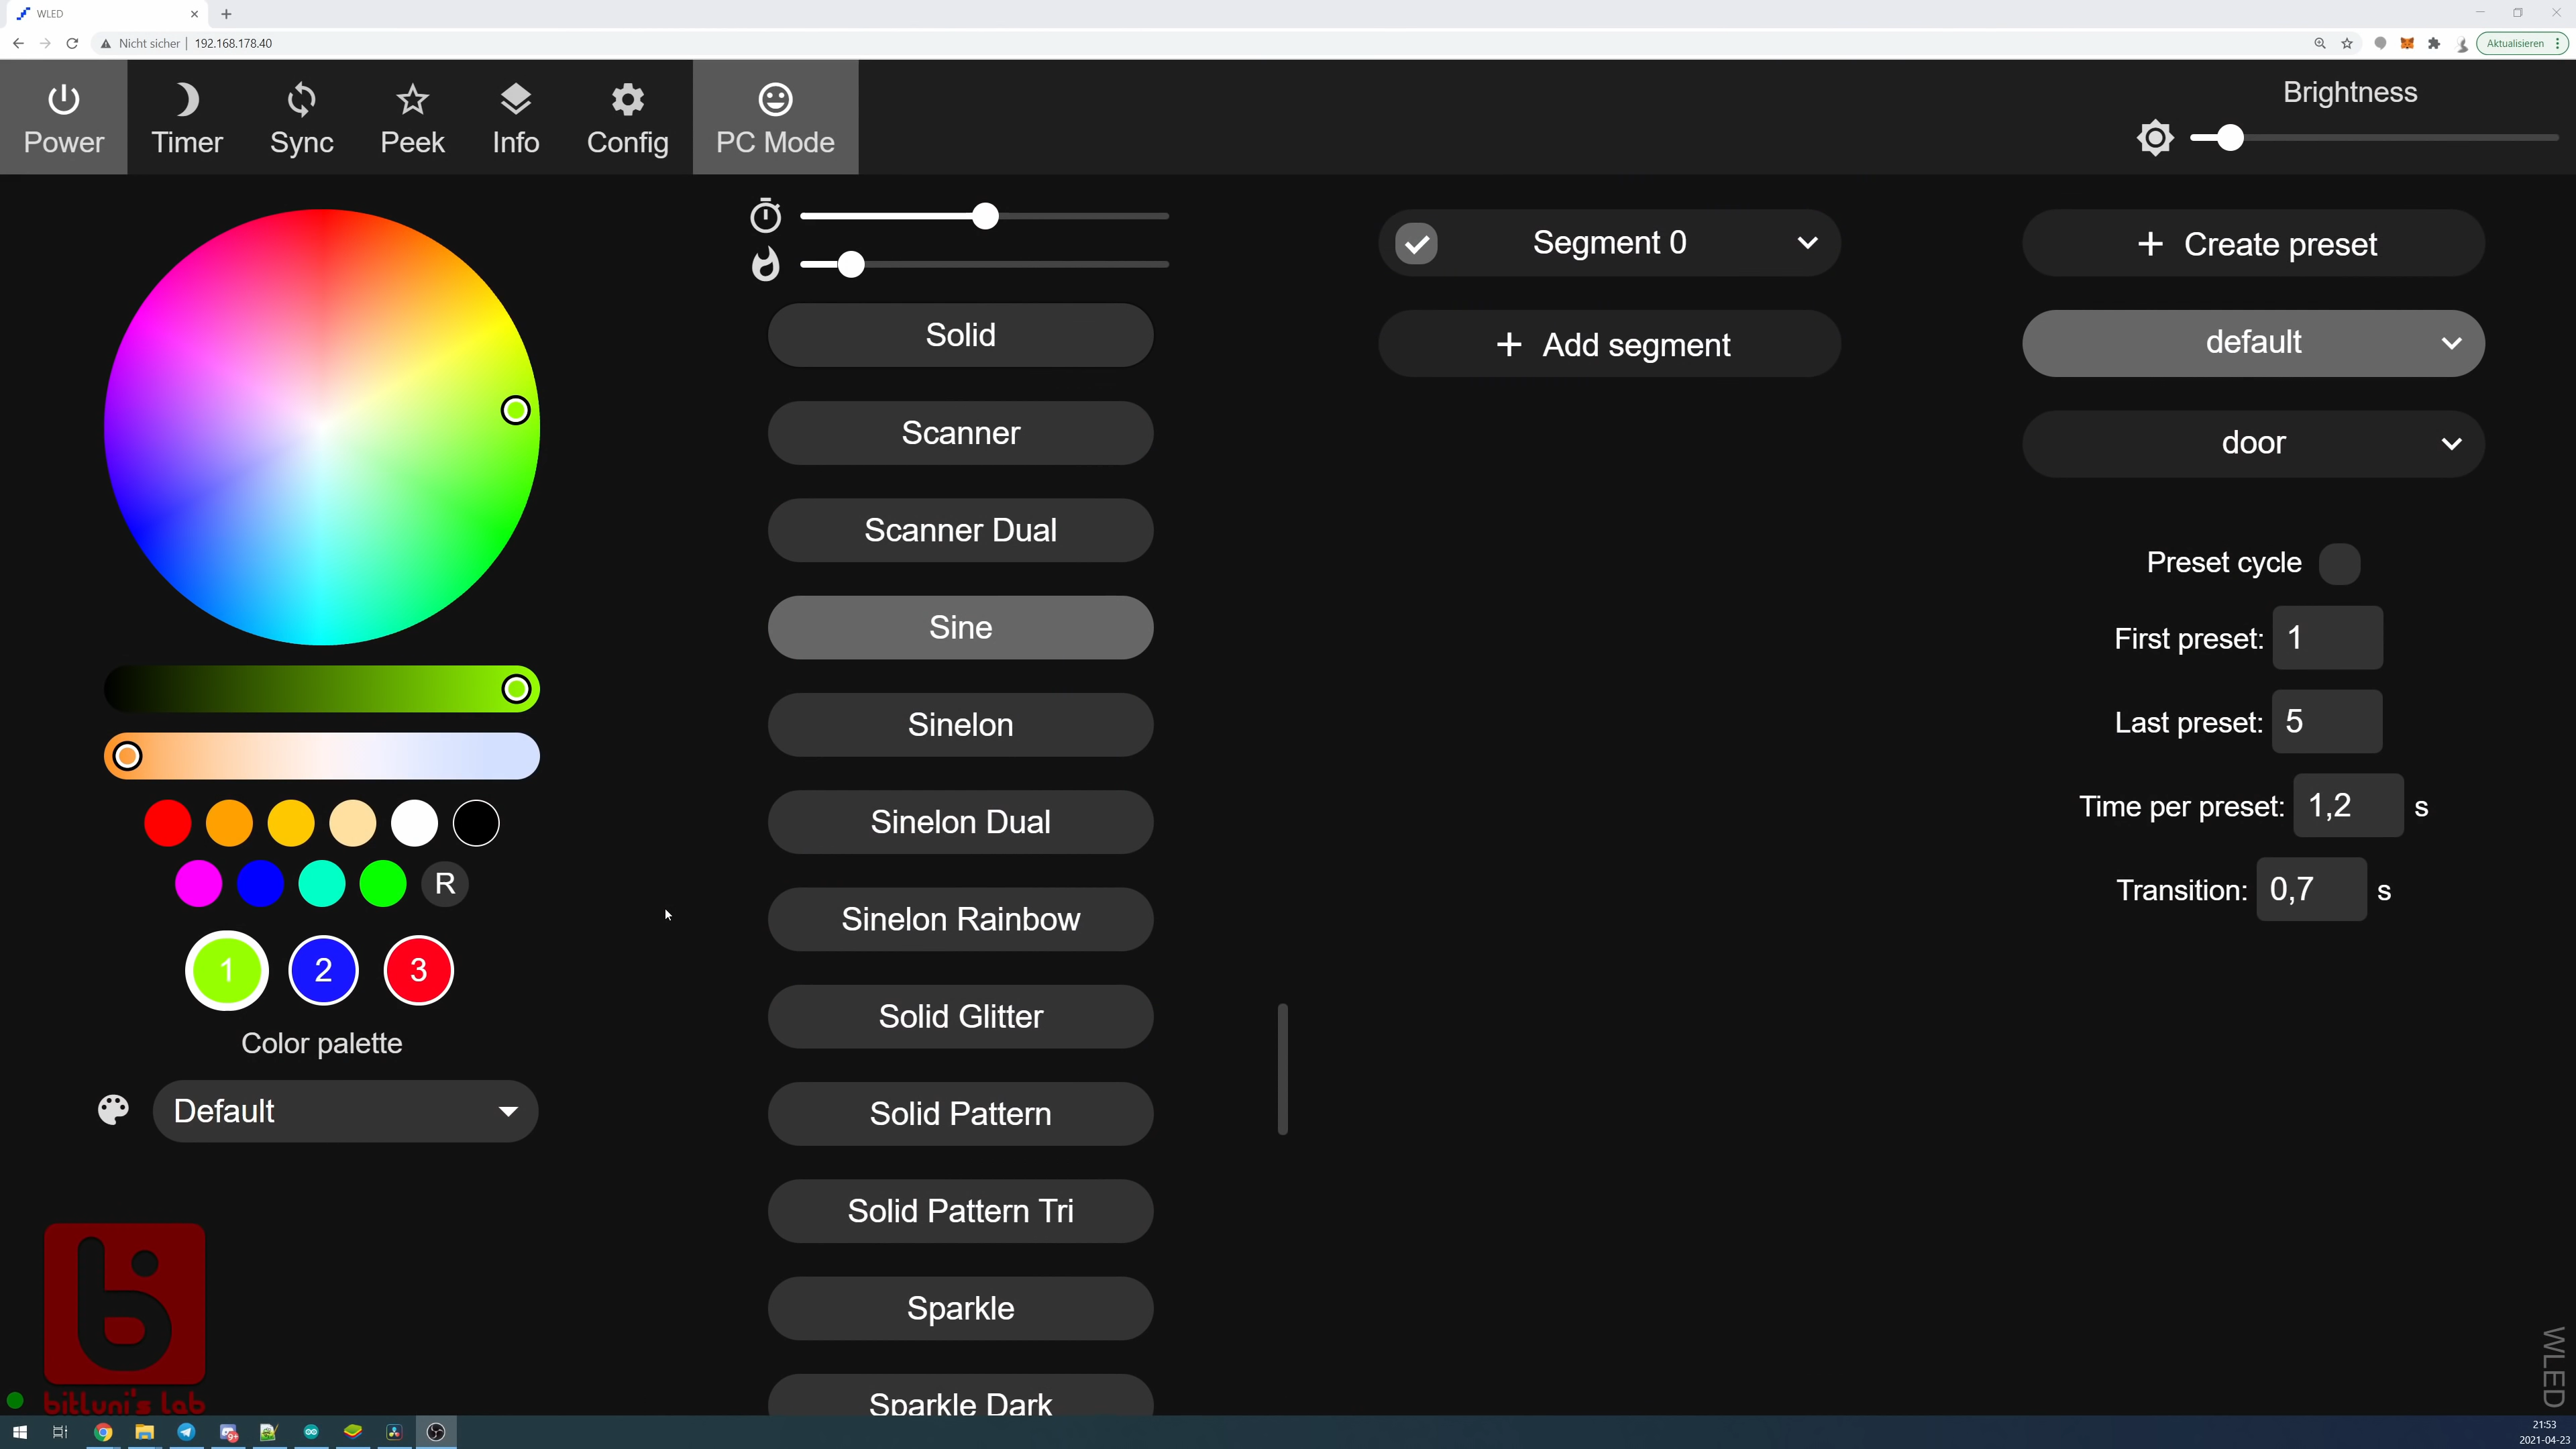 WLED
Nicht sicher | 192.168.178.40
Aktualisieren
Power
Timer
Sync
Peek
Info
Config
PC Mode
Brightness
R
1
2
3
Color palette
Default
Solid
Scanner
Scanner Dual
Sine
Sinelon
Sinelon Dual
Sinelon Rainbow
Solid Glitter
Solid Pattern
Solid Pattern Tri
Sparkle
Sparkle Dark
Segment 0
+ Add segment
+ Create preset
default
door
Preset cycle
First preset: 1
Last preset: 5
Time per preset: 1,2 s
Transition: 0,7 s
WLED
bitluni's lab
9+
21:53
2021-04-23